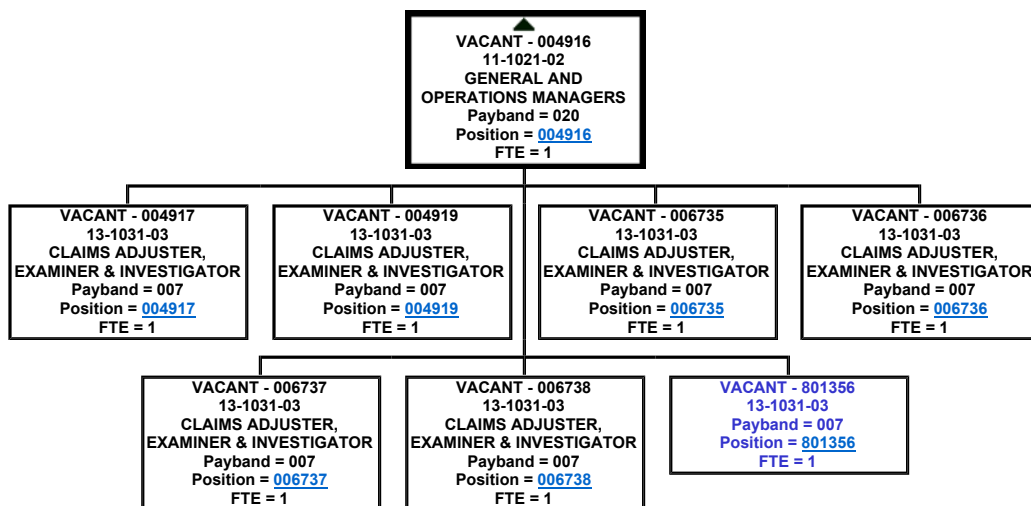 VACANT - 004916
11-1021-02
GENERAL AND
OPERATIONS MANAGERS
Payband = 020
Position = 004916
FTE = 1
VACANT - 004917
13-1031-03
CLAIMS ADJUSTER,
EXAMINER & INVESTIGATOR
Payband = 007
Position = 004917
FTE = 1
VACANT - 004919
13-1031-03
CLAIMS ADJUSTER,
EXAMINER & INVESTIGATOR
Payband = 007
Position = 004919
FTE = 1
VACANT - 006735
13-1031-03
CLAIMS ADJUSTER,
EXAMINER & INVESTIGATOR
Payband = 007
Position = 006735
FTE = 1
VACANT - 006736
13-1031-03
CLAIMS ADJUSTER,
EXAMINER & INVESTIGATOR
Payband = 007
Position = 006736
FTE = 1
VACANT - 006737
13-1031-03
CLAIMS ADJUSTER,
EXAMINER & INVESTIGATOR
Payband = 007
Position = 006737
FTE = 1
VACANT - 006738
13-1031-03
CLAIMS ADJUSTER,
EXAMINER & INVESTIGATOR
Payband = 007
Position = 006738
FTE = 1
VACANT - 801356
13-1031-03
Payband = 007
Position = 801356
FTE = 1